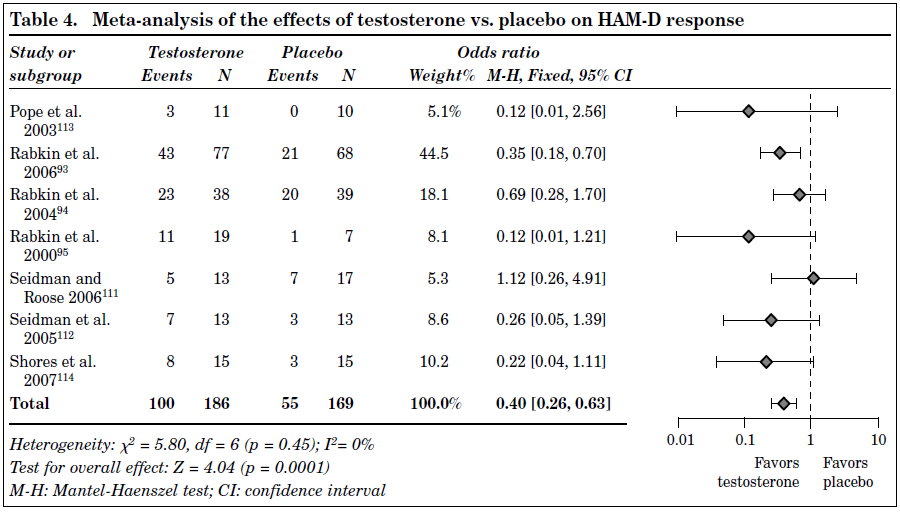 Table 4. Meta-analysis of the effects of testosterone vs. placebo on HAM-D response
Study or Testosterone Placebo Odds ratio
subgroup Events N Events N Weight% M-H, Fixed, 95% CI
Pope et al. 3 11 0 10 5.1% 0.12 [0.01, 2.56]
2003¹¹³
Rabkin et al. 43 77 21 68 44.5 0.35 [0.18, 0.70]
2006⁹³
Rabkin et al. 23 38 20 39 18.1 0.69 [0.28, 1.70]
2004⁹⁴
Rabkin et al. 11 19 1 7 8.1 0.12 [0.01, 1.21]
2000⁹⁵
Seidman and 5 13 7 17 5.3 1.12 [0.26, 4.91]
Roose 2006¹¹¹
Seidman et al. 7 13 3 13 8.6 0.26 [0.05, 1.39]
2005¹¹²
Shores et al. 8 15 3 15 10.2 0.22 [0.04, 1.11]
2007¹¹⁴
Total 100 186 55 169 100.0% 0.40 [0.26, 0.63]
0.01 0.1 1 10
Favors Favors
testosterone placebo
Heterogeneity: χ² = 5.80, df = 6 (p = 0.45); I²= 0%
Test for overall effect: Z = 4.04 (p = 0.0001)
M-H: Mantel-Haenszel test; CI: confidence interval